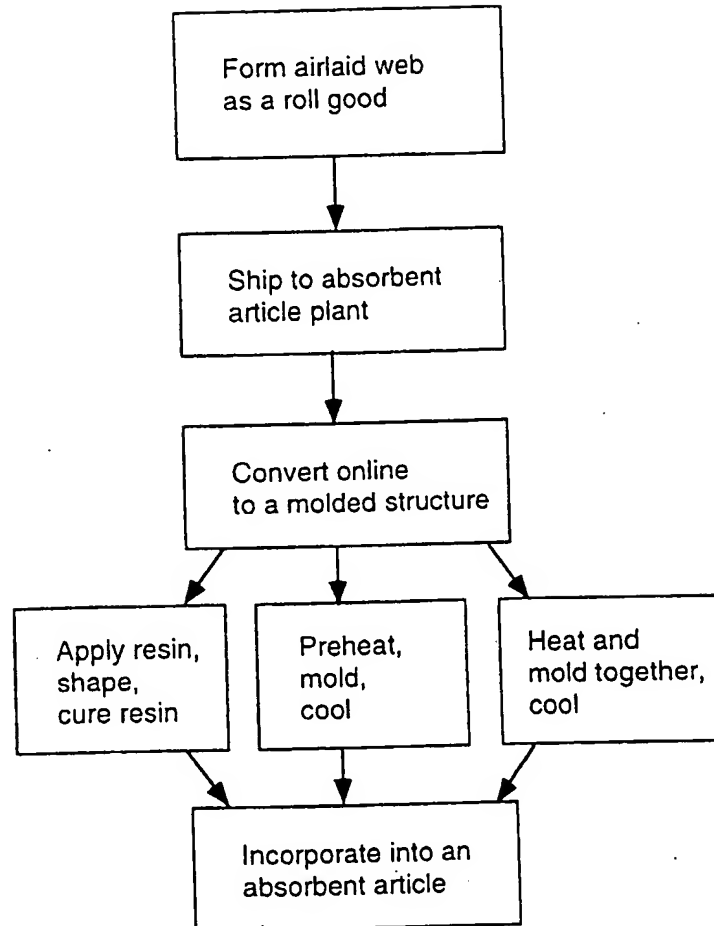 Form airlaid web
as a roll good
Ship to absorbent
article plant
Convert online
to a molded structure
Apply resin,
shape,
cure resin
Preheat,
mold,
cool
Heat and
mold together,
cool
Incorporate into an
absorbent article